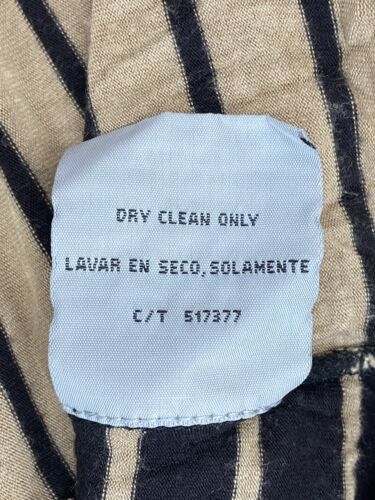 DRY CLEAN ONLY
LAVAR EN SECO, SOLAMENTE
C/T 517377